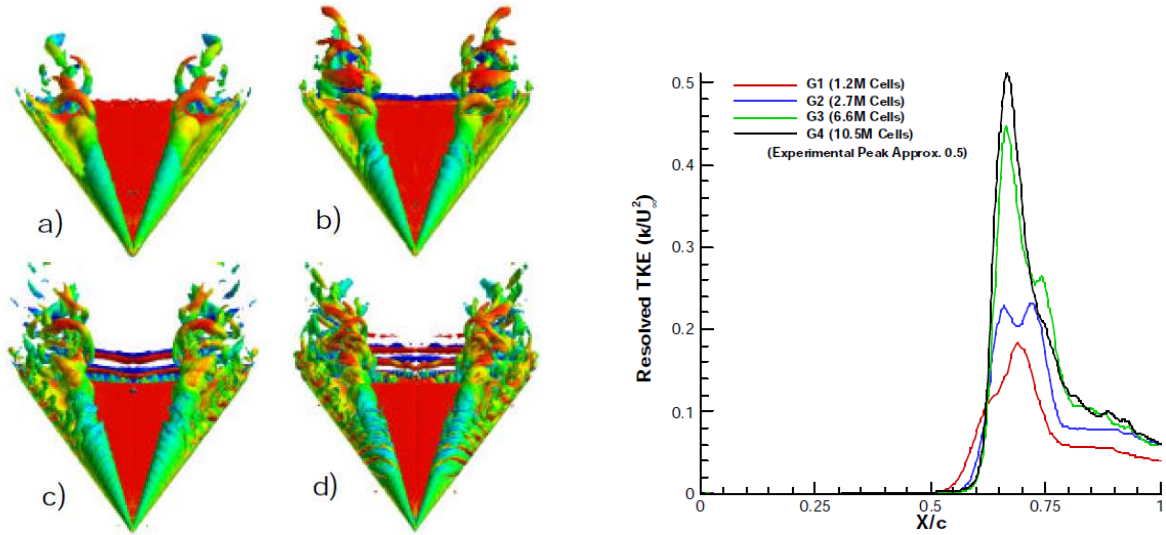 a)
b)
c)
d)
Resolved TKE (k/U²∞)
0.5
0.4
0.3
0.2
0.1
0
G1 (1.2M Cells)
G2 (2.7M Cells)
G3 (6.6M Cells)
G4 (10.5M Cells)
(Experimental Peak Approx. 0.5)
0
0.25
0.5
0.75
1
X/c